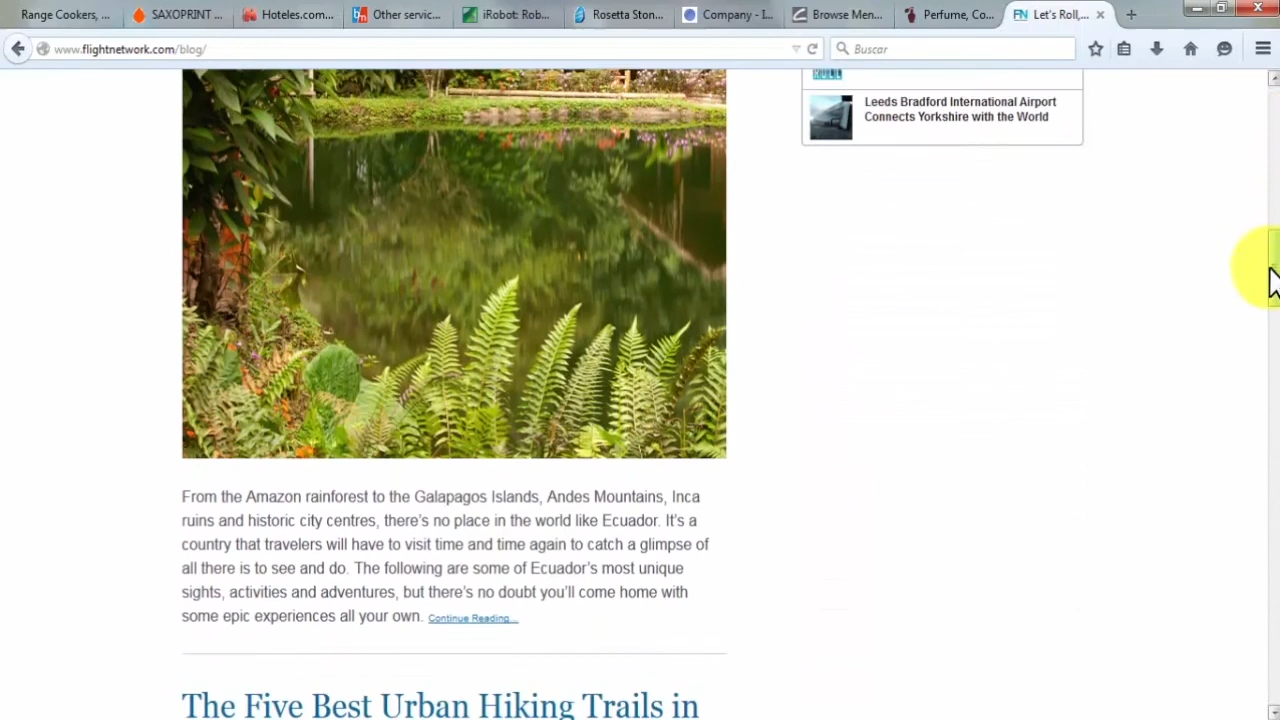 Range Cookers, ...
SAXOPRINT ...
Hoteles.com...
Other servic...
iRobot: Rob...
Rosetta Ston...
Company - I...
Browse Men...
Perfume, Co...
Let's Roll,...
www.flightnetwork.com/blog/
Buscar
Leeds Bradford International Airport
Connects Yorkshire with the World
From the Amazon rainforest to the Galapagos Islands, Andes Mountains, Inca
ruins and historic city centres, there's no place in the world like Ecuador. It's a
country that travelers will have to visit time and time again to catch a glimpse of
all there is to see and do. The following are some of Ecuador's most unique
sights, activities and adventures, but there's no doubt you'll come home with
some epic experiences all your own. Continue Reading...
The Five Best Urban Hiking Trails in